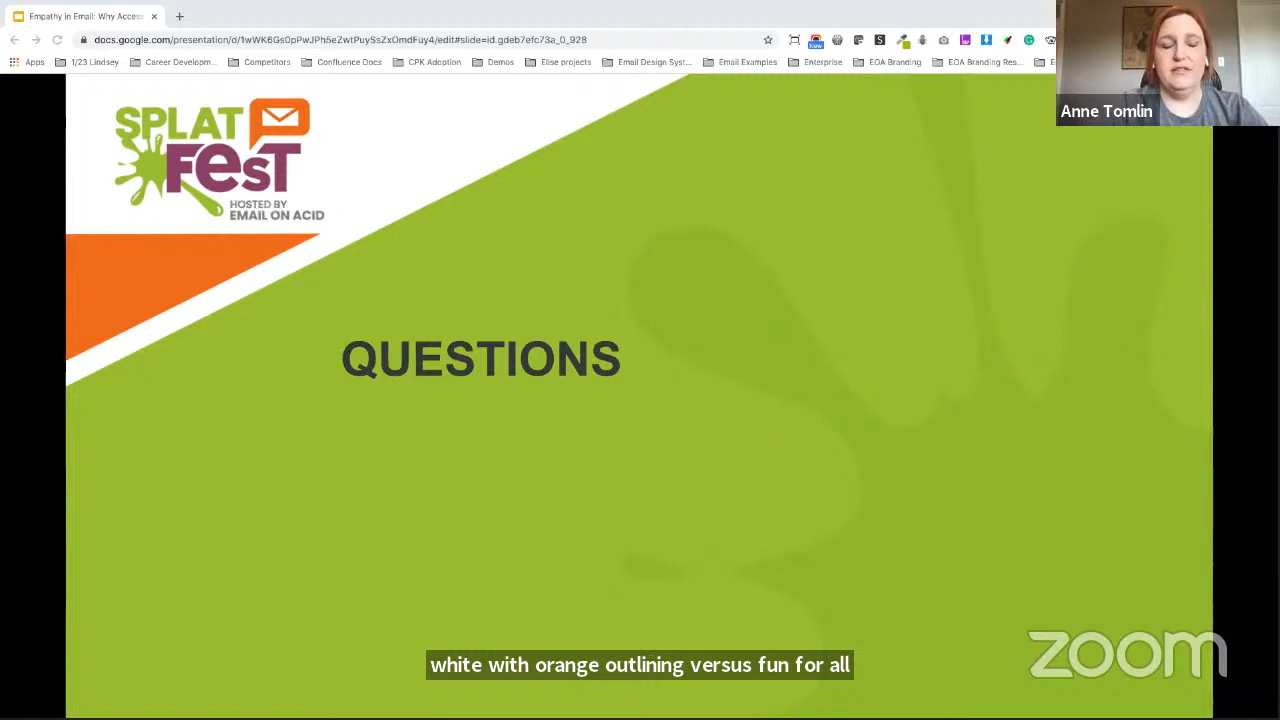 Empathy in Email: Why Access
docs.google.com/presentation/d/1wWK6Gs0pPwJPh5eZwtPuySsZxOmdFuy4/edit#slide=id.gdeb7efc73a_0_928
New
Apps
1/23 Lindsey
Career Developm...
Competitors
Confluence Docs
CPK Adoption
Demos
Elise projects
Email Design Syst...
Email Examples
Enterprise
EOA Branding
EOA Branding Res...
Anne Tomlin
SPLAT
FesT
HOSTED BY
EMAIL ON ACID
QUESTIONS
white with orange outlining versus fun for all
zoom